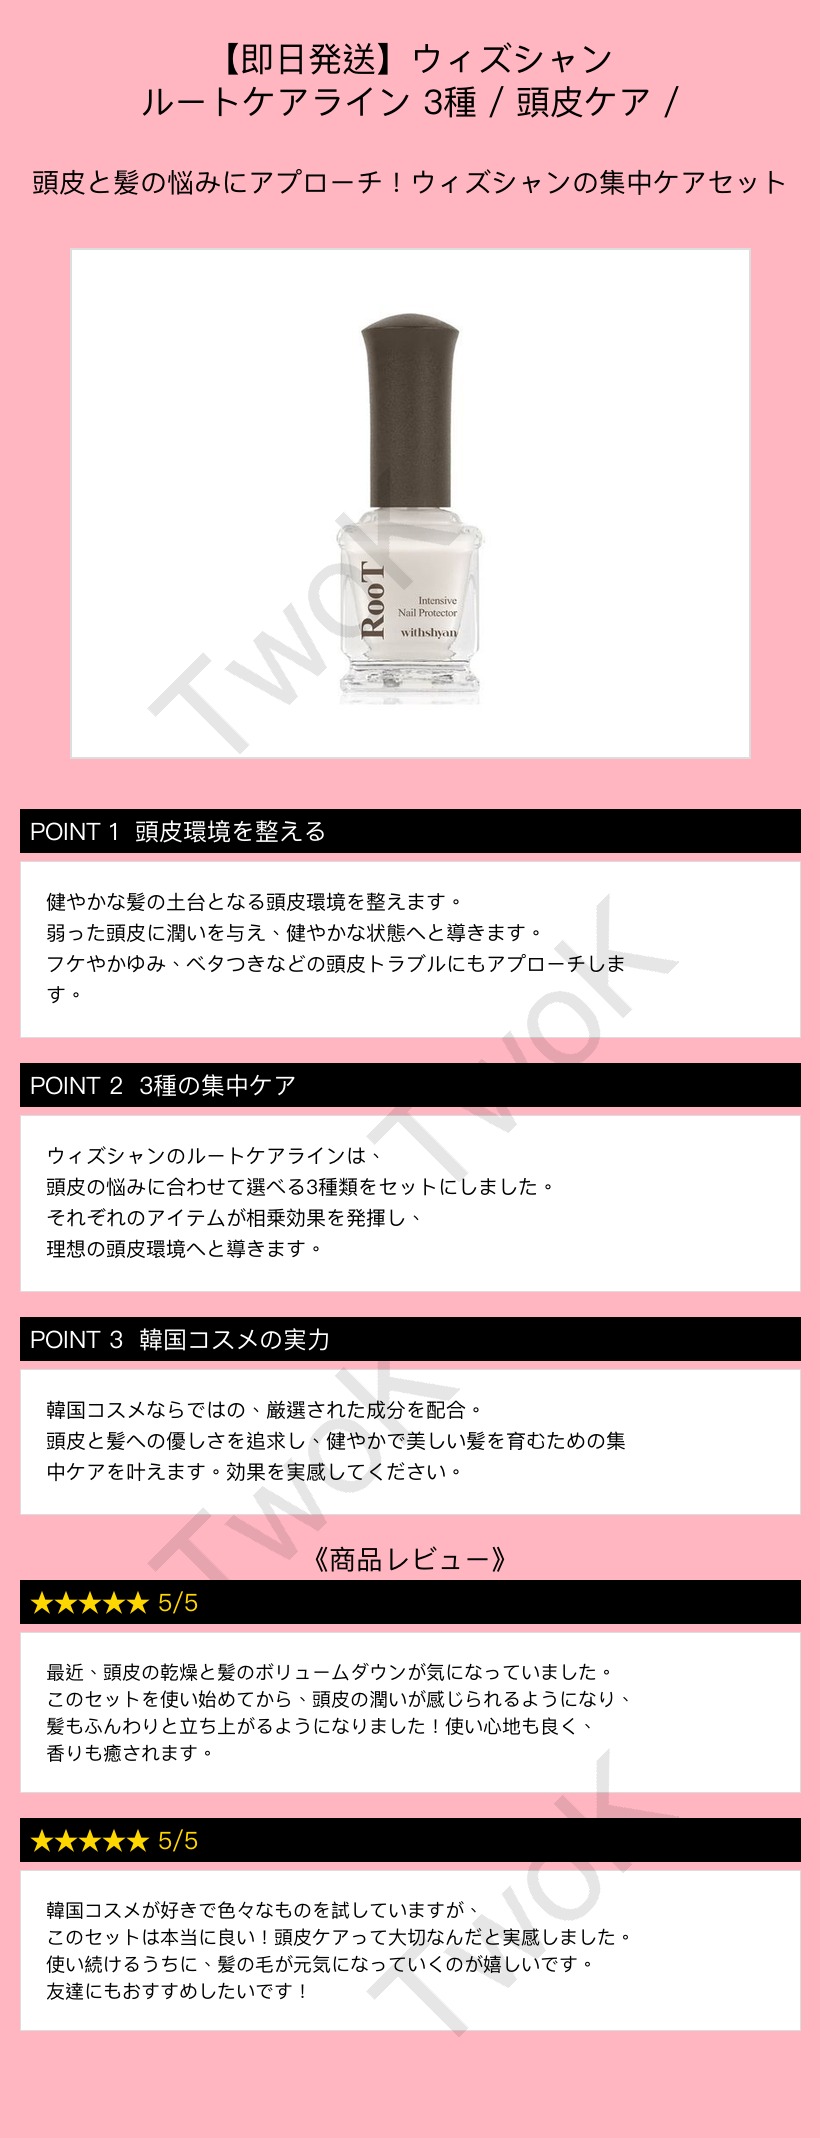 【即日発送】ウィズシャン
ルートケアライン 3種 / 頭皮ケア /
頭皮と髪の悩みにアプローチ！ウィズシャンの集中ケアセット
RooT
Intensive
Nail Protector
withshyan
TwoK
POINT 1 頭皮環境を整える
健やかな髪の土台となる頭皮環境を整えます。
弱った頭皮に潤いを与え、健やかな状態へと導きます。
フケやかゆみ、ベタつきなどの頭皮トラブルにもアプローチしま
す。
TwoK
POINT 2 3種の集中ケア
ウィズシャンのルートケアラインは、
頭皮の悩みに合わせて選べる3種類をセットにしました。
それぞれのアイテムが相乗効果を発揮し、
理想の頭皮環境へと導きます。
POINT 3 韓国コスメの実力
韓国コスメならではの、厳選された成分を配合。
頭皮と髪への優しさを追求し、健やかで美しい髪を育むための集
中ケアを叶えます。効果を実感してください。
TwoK
《商品レビュー》
★★★★★ 5/5
最近、頭皮の乾燥と髪のボリュームダウンが気になっていました。
このセットを使い始めてから、頭皮の潤いが感じられるようになり、
髪もふんわりと立ち上がるようになりました！使い心地も良く、
香りも癒されます。
★★★★★ 5/5
韓国コスメが好きで色々なものを試していますが、
このセットは本当に良い！頭皮ケアって大切なんだと実感しました。
使い続けるうちに、髪の毛が元気になっていくのが嬉しいです。
友達にもおすすめしたいです！
TwoK